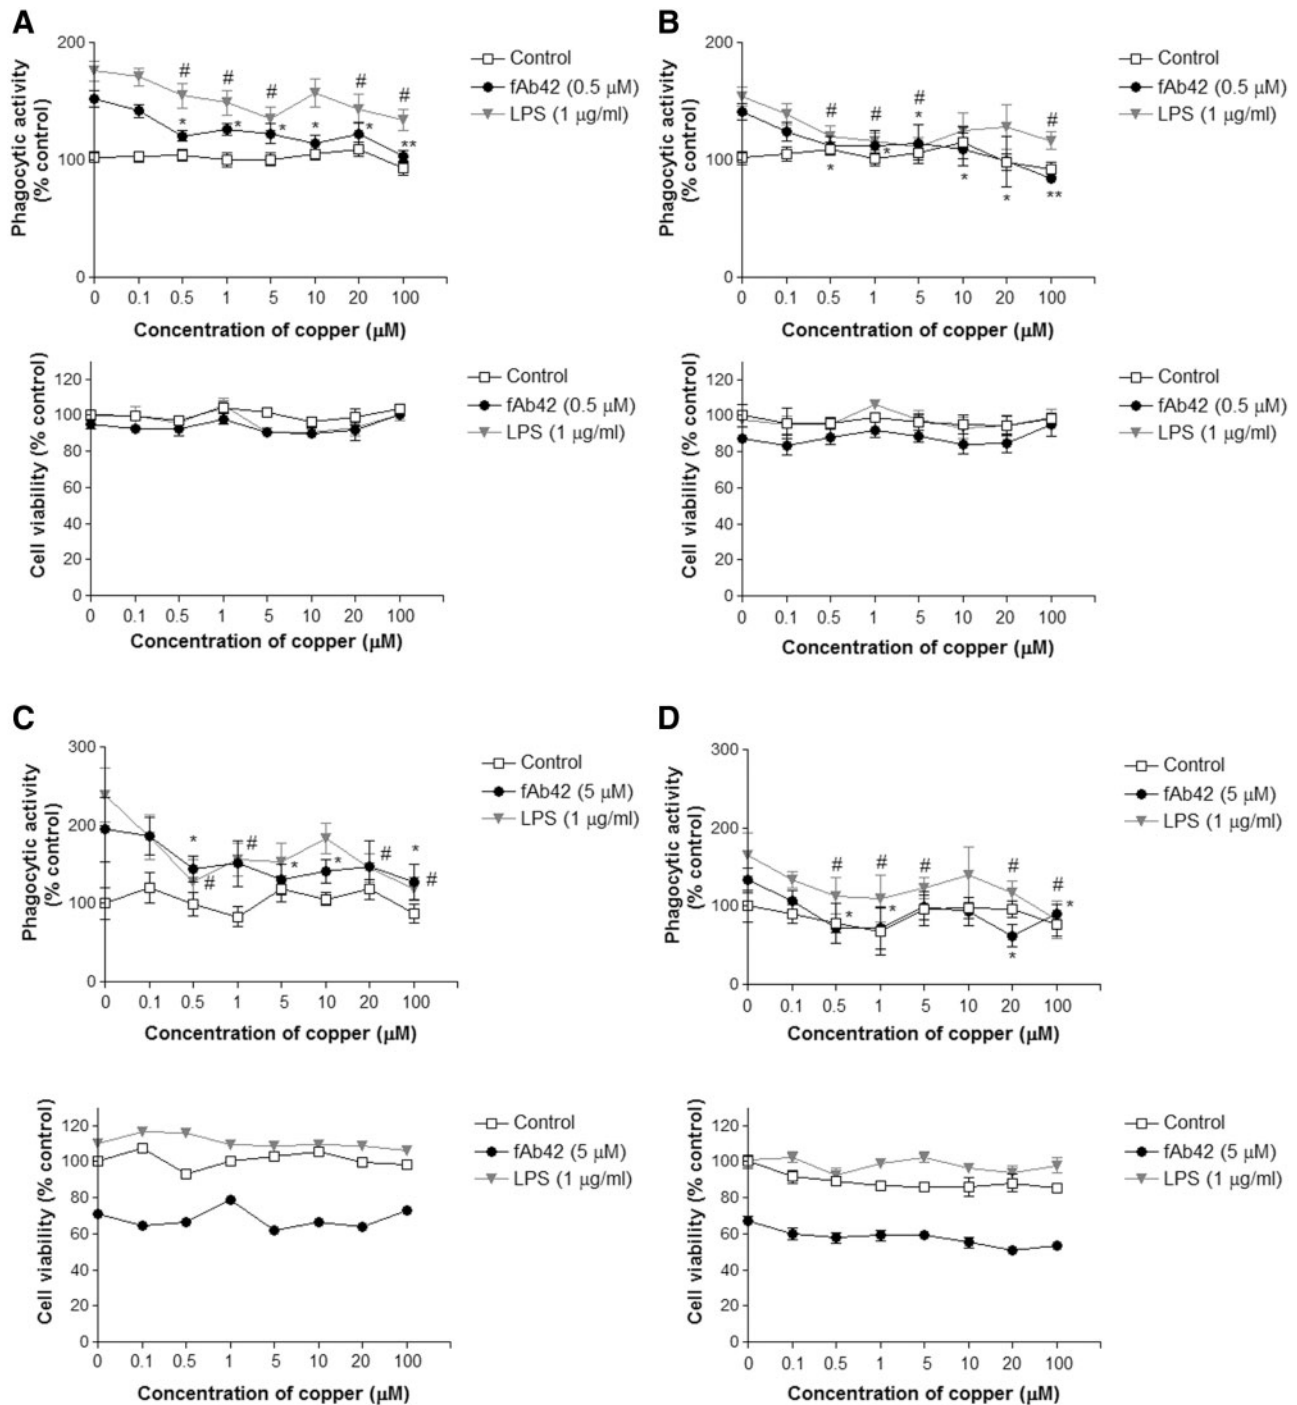 A
Phagocytic activity
(% control)
200
100
0
# # # # #
* * * * * **
0 0.1 0.5 1 5 10 20 100
Concentration of copper (μM)
Control
fAb42 (0.5 μM)
LPS (1 μg/ml)
B
Phagocytic activity
(% control)
200
100
0
# # # #
* * * * * **
0 0.1 0.5 1 5 10 20 100
Concentration of copper (μM)
Control
fAb42 (0.5 μM)
LPS (1 μg/ml)
Cell viability (% control)
120
100
80
60
40
20
0
0 0.1 0.5 1 5 10 20 100
Concentration of copper (μM)
Control
fAb42 (0.5 μM)
LPS (1 μg/ml)
Cell viability (% control)
120
100
80
60
40
20
0
0 0.1 0.5 1 5 10 20 100
Concentration of copper (μM)
Control
fAb42 (0.5 μM)
LPS (1 μg/ml)
C
Phagocytic activity
(% control)
300
200
100
0
* # * * # * #
#
0 0.1 0.5 1 5 10 20 100
Concentration of copper (μM)
Control
fAb42 (5 μM)
LPS (1 μg/ml)
D
Phagocytic activity
(% control)
300
200
100
0
# # # # #
* * * *
0 0.1 0.5 1 5 10 20 100
Concentration of copper (μM)
Control
fAb42 (5 μM)
LPS (1 μg/ml)
Cell viability (% control)
120
100
80
60
40
20
0
0 0.1 0.5 1 5 10 20 100
Concentration of copper (μM)
Control
fAb42 (5 μM)
LPS (1 μg/ml)
Cell viability (% control)
120
100
80
60
40
20
0
0 0.1 0.5 1 5 10 20 100
Concentration of copper (μM)
Control
fAb42 (5 μM)
LPS (1 μg/ml)